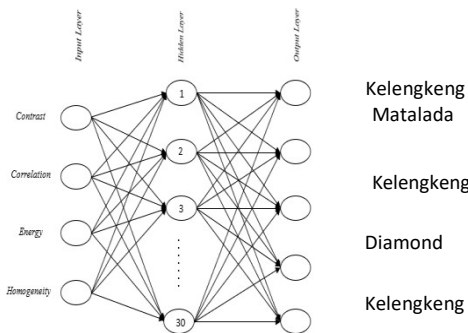 Input Layer
Hidden Layer
Output Layer
Contrast
Correlation
Energy
Homogeneity
1
2
3
30
Kelengkeng
Matalada
Kelengkeng
Diamond
Kelengkeng